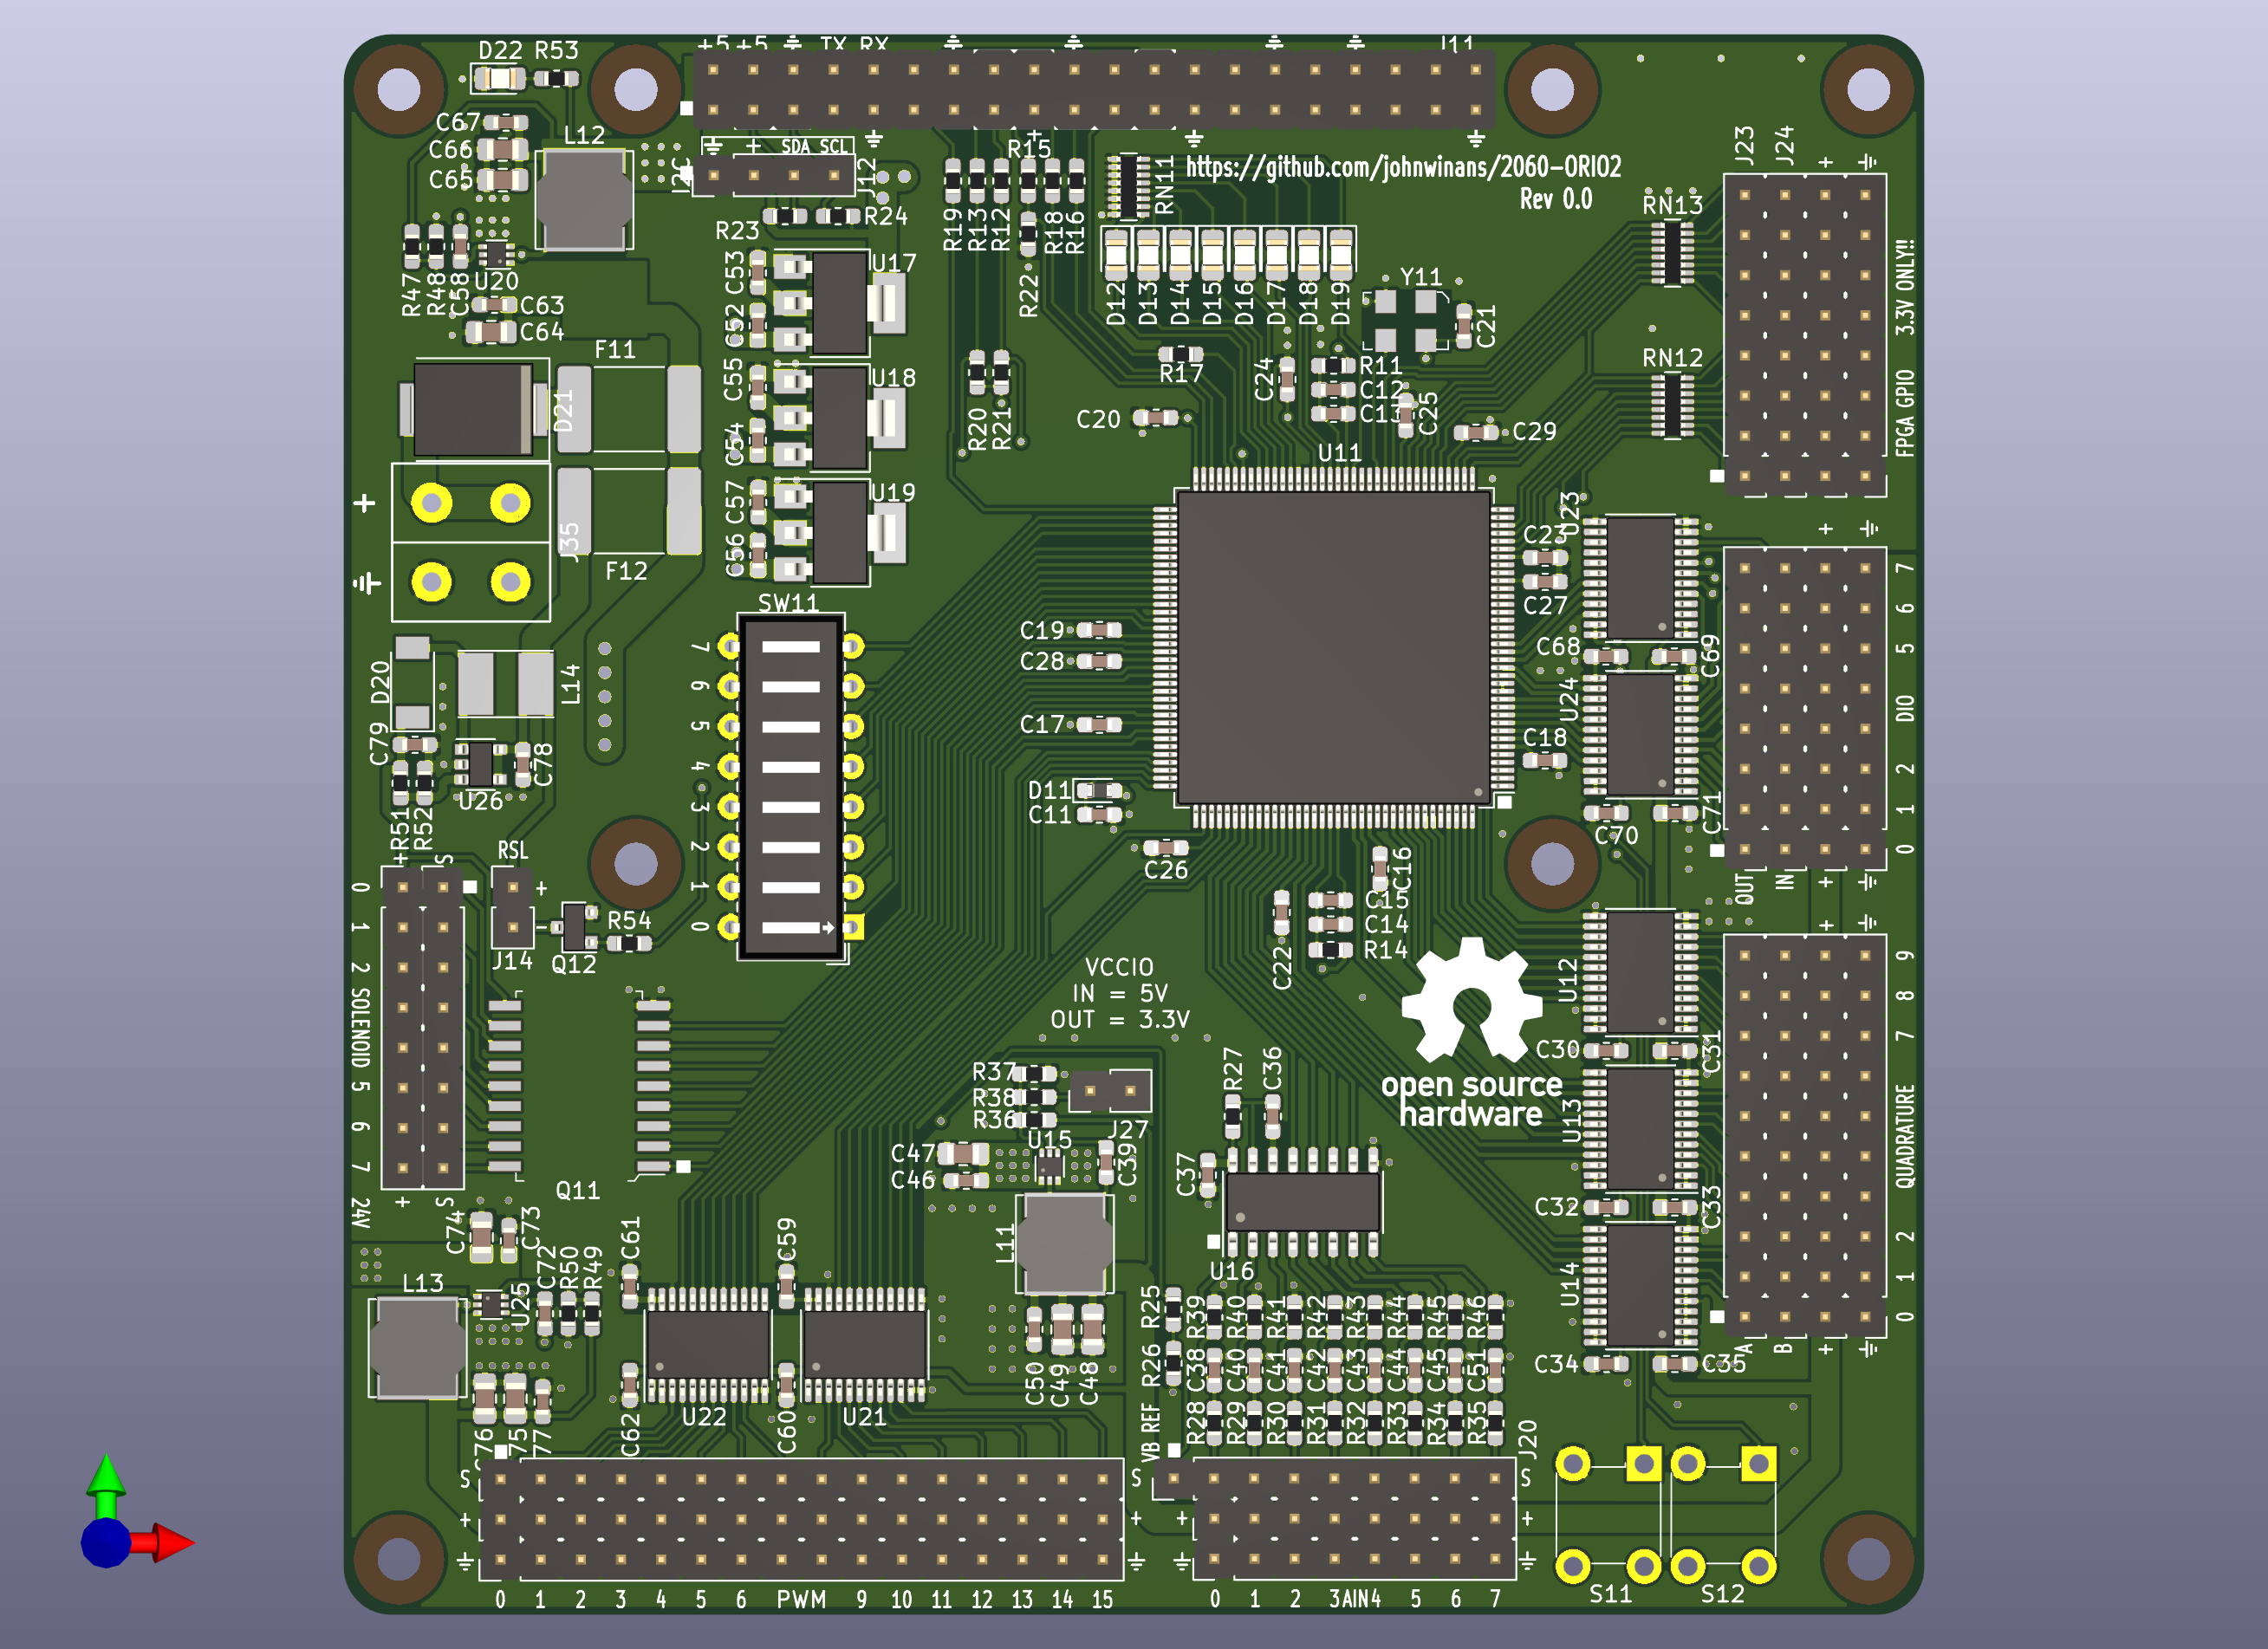 D22 R53
+5 +5 TX RX J11
C67
C66
C65
L12
R47
R48
C58
U20
C63
C64
I2C
+ SDA SCL
J12
R23
R24
+
R19
R13
R12
R15
R22
R18
R16
RN11
https://github.com/johnwinans/2060-ORIO2
Rev 0.0
D12
D13
D14
D15
D16
D17
D18
D19
Y11
C21
R17
R20
R21
C20
C24
R11
C12
C13
C25
C29
U11
RN13
RN12
J23
J24
+
3.3V ONLY!!
FPGA GPIO
F11
D21
J35
F12
+
C53
C52
U17
C55
C54
U18
C57
C56
U19
SW11
7
6
5
4
3
2
1
0
D20
L14
C79
C78
U26
R51
R52
C19
C28
C17
D11
C11
C26
C23
C27
U23
C68
C69
U24
C18
C70
C71
+
7
6
5
DIO
2
1
0
OUT
IN
+
+ S
RSL
+
-
J14
Q12
R54
0
1
2
SOLENOID
5
6
7
24V
+ S
Q11
C16
C15
C14
R14
C22
VCCIO
IN = 5V
OUT = 3.3V
open source
hardware
U12
C30
C31
U13
C32
C33
U14
C34
C35
+
9
8
7
QUADRATURE
2
1
0
A
B
+
R37
R38
R36
J27
U15
C47
C46
C39
L11
C50
C49
C48
R27
C36
C37
U16
C74
C73
L13
U25
C72
R50
R49
C61
C59
C62
C60
U22
U21
C76
75
77
R25
R26
VB REF
R39
R40
R41
R42
R43
R44
R45
R46
C38
C40
C41
C42
C43
C44
C45
C51
R28
R29
R30
R31
R32
R33
R34
R35
J20
S
+
S
+
+
S
+
0 1 2 3 4 5 6 PWM 9 10 11 12 13 14 15
0 1 2 3 AIN 4 5 6 7
S11 S12